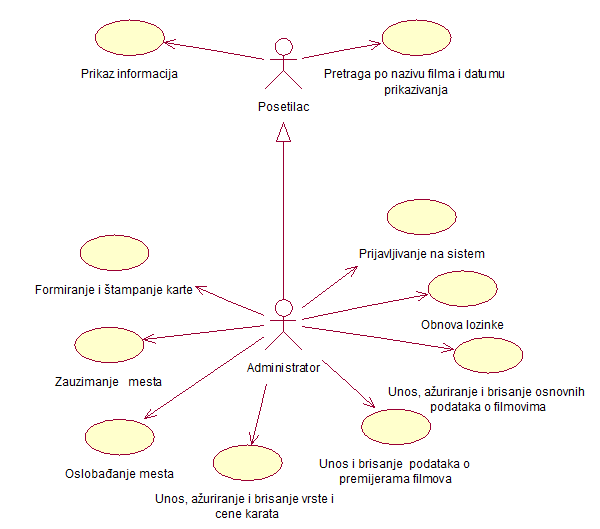 Prikaz informacija
Pretraga po nazivu filma i datumu
prikazivanja
Posetilac
Prijavljivanje na sistem
Formiranje i štampanje karte
Obnova lozinke
Zauzimanje mesta
Administrator
Unos, ažuriranje i brisanje osnovnih
podataka o filmovima
Oslobađanje mesta
Unos i brisanje podataka o
premijerama filmova
Unos, ažuriranje i brisanje vrste i
cene karata